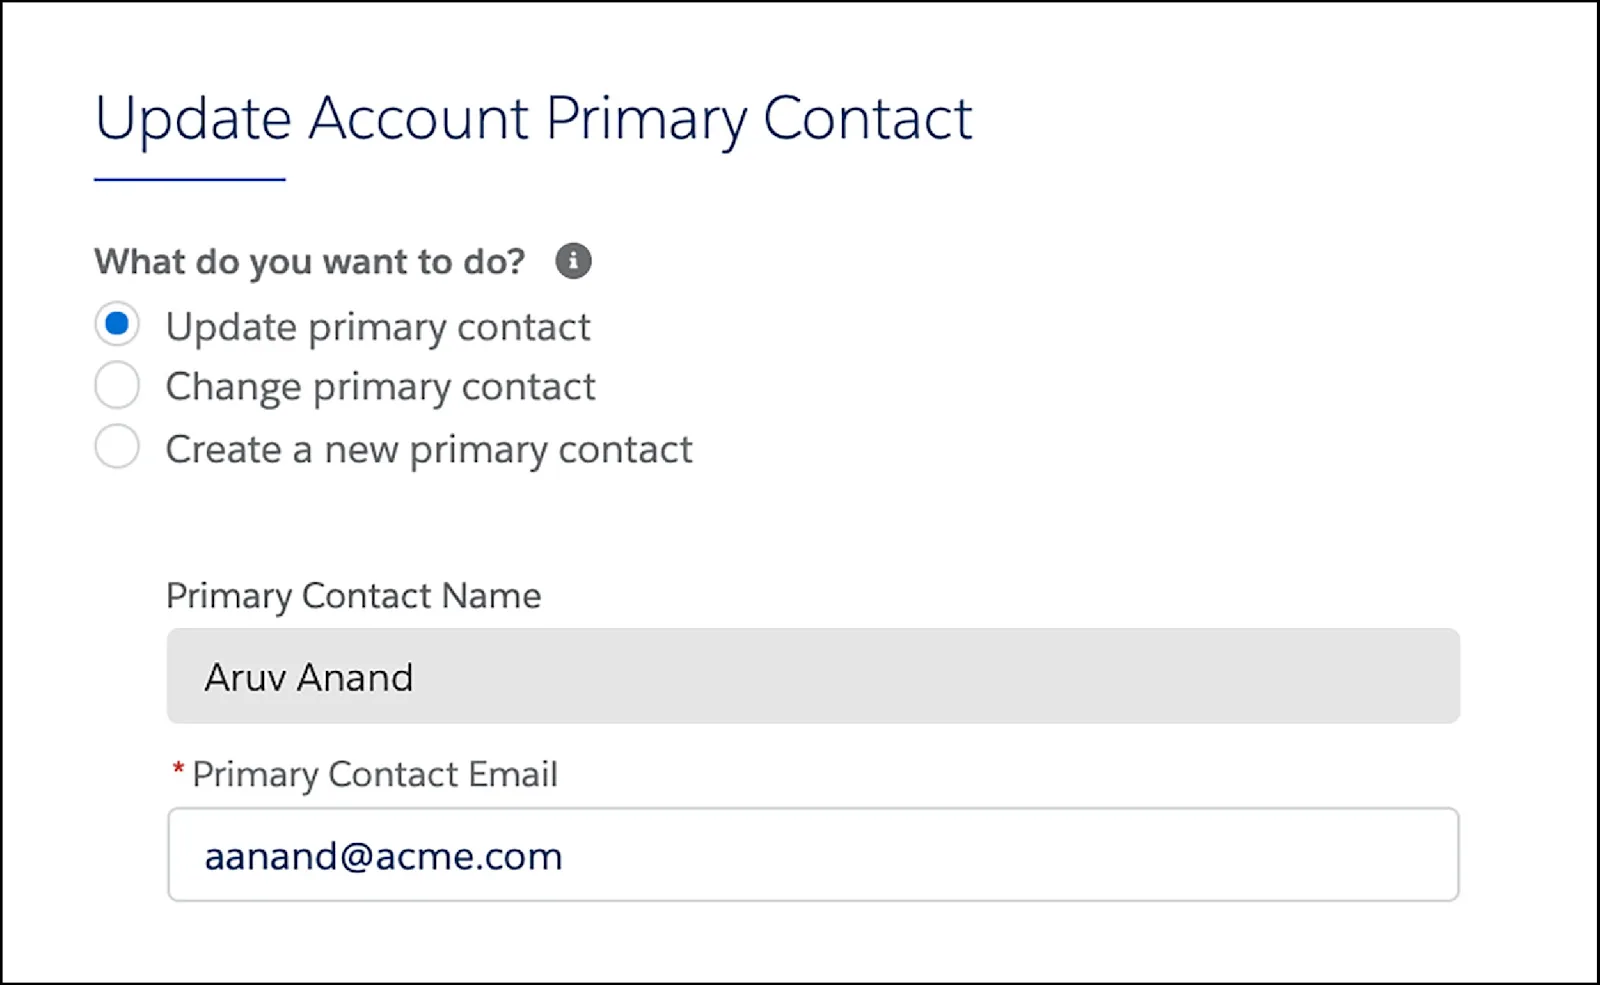 Update Account Primary Contact
What do you want to do?
Update primary contact
Change primary contact
Create a new primary contact
Primary Contact Name
Aruv Anand
* Primary Contact Email
aanand@acme.com